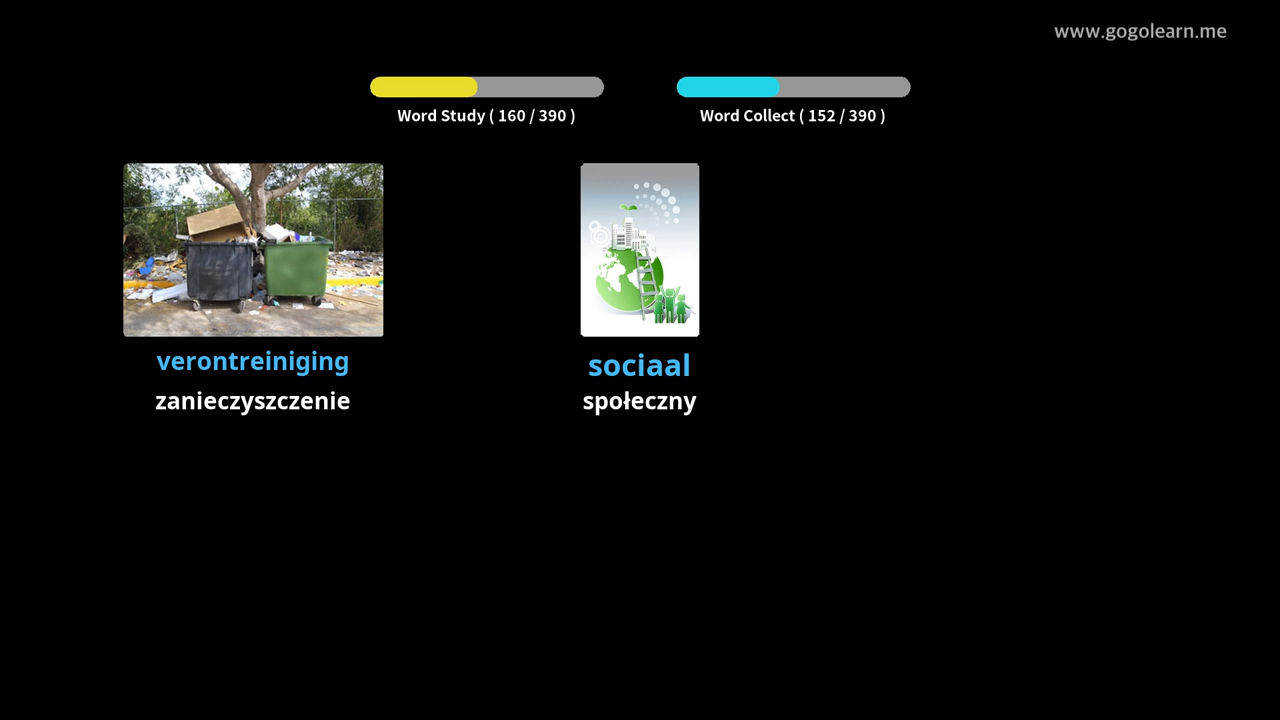 www.gogolearn.me
Word Study ( 160 / 390 )
Word Collect ( 152 / 390 )
verontreiniging
zanieczyszczenie
sociaal
społeczny